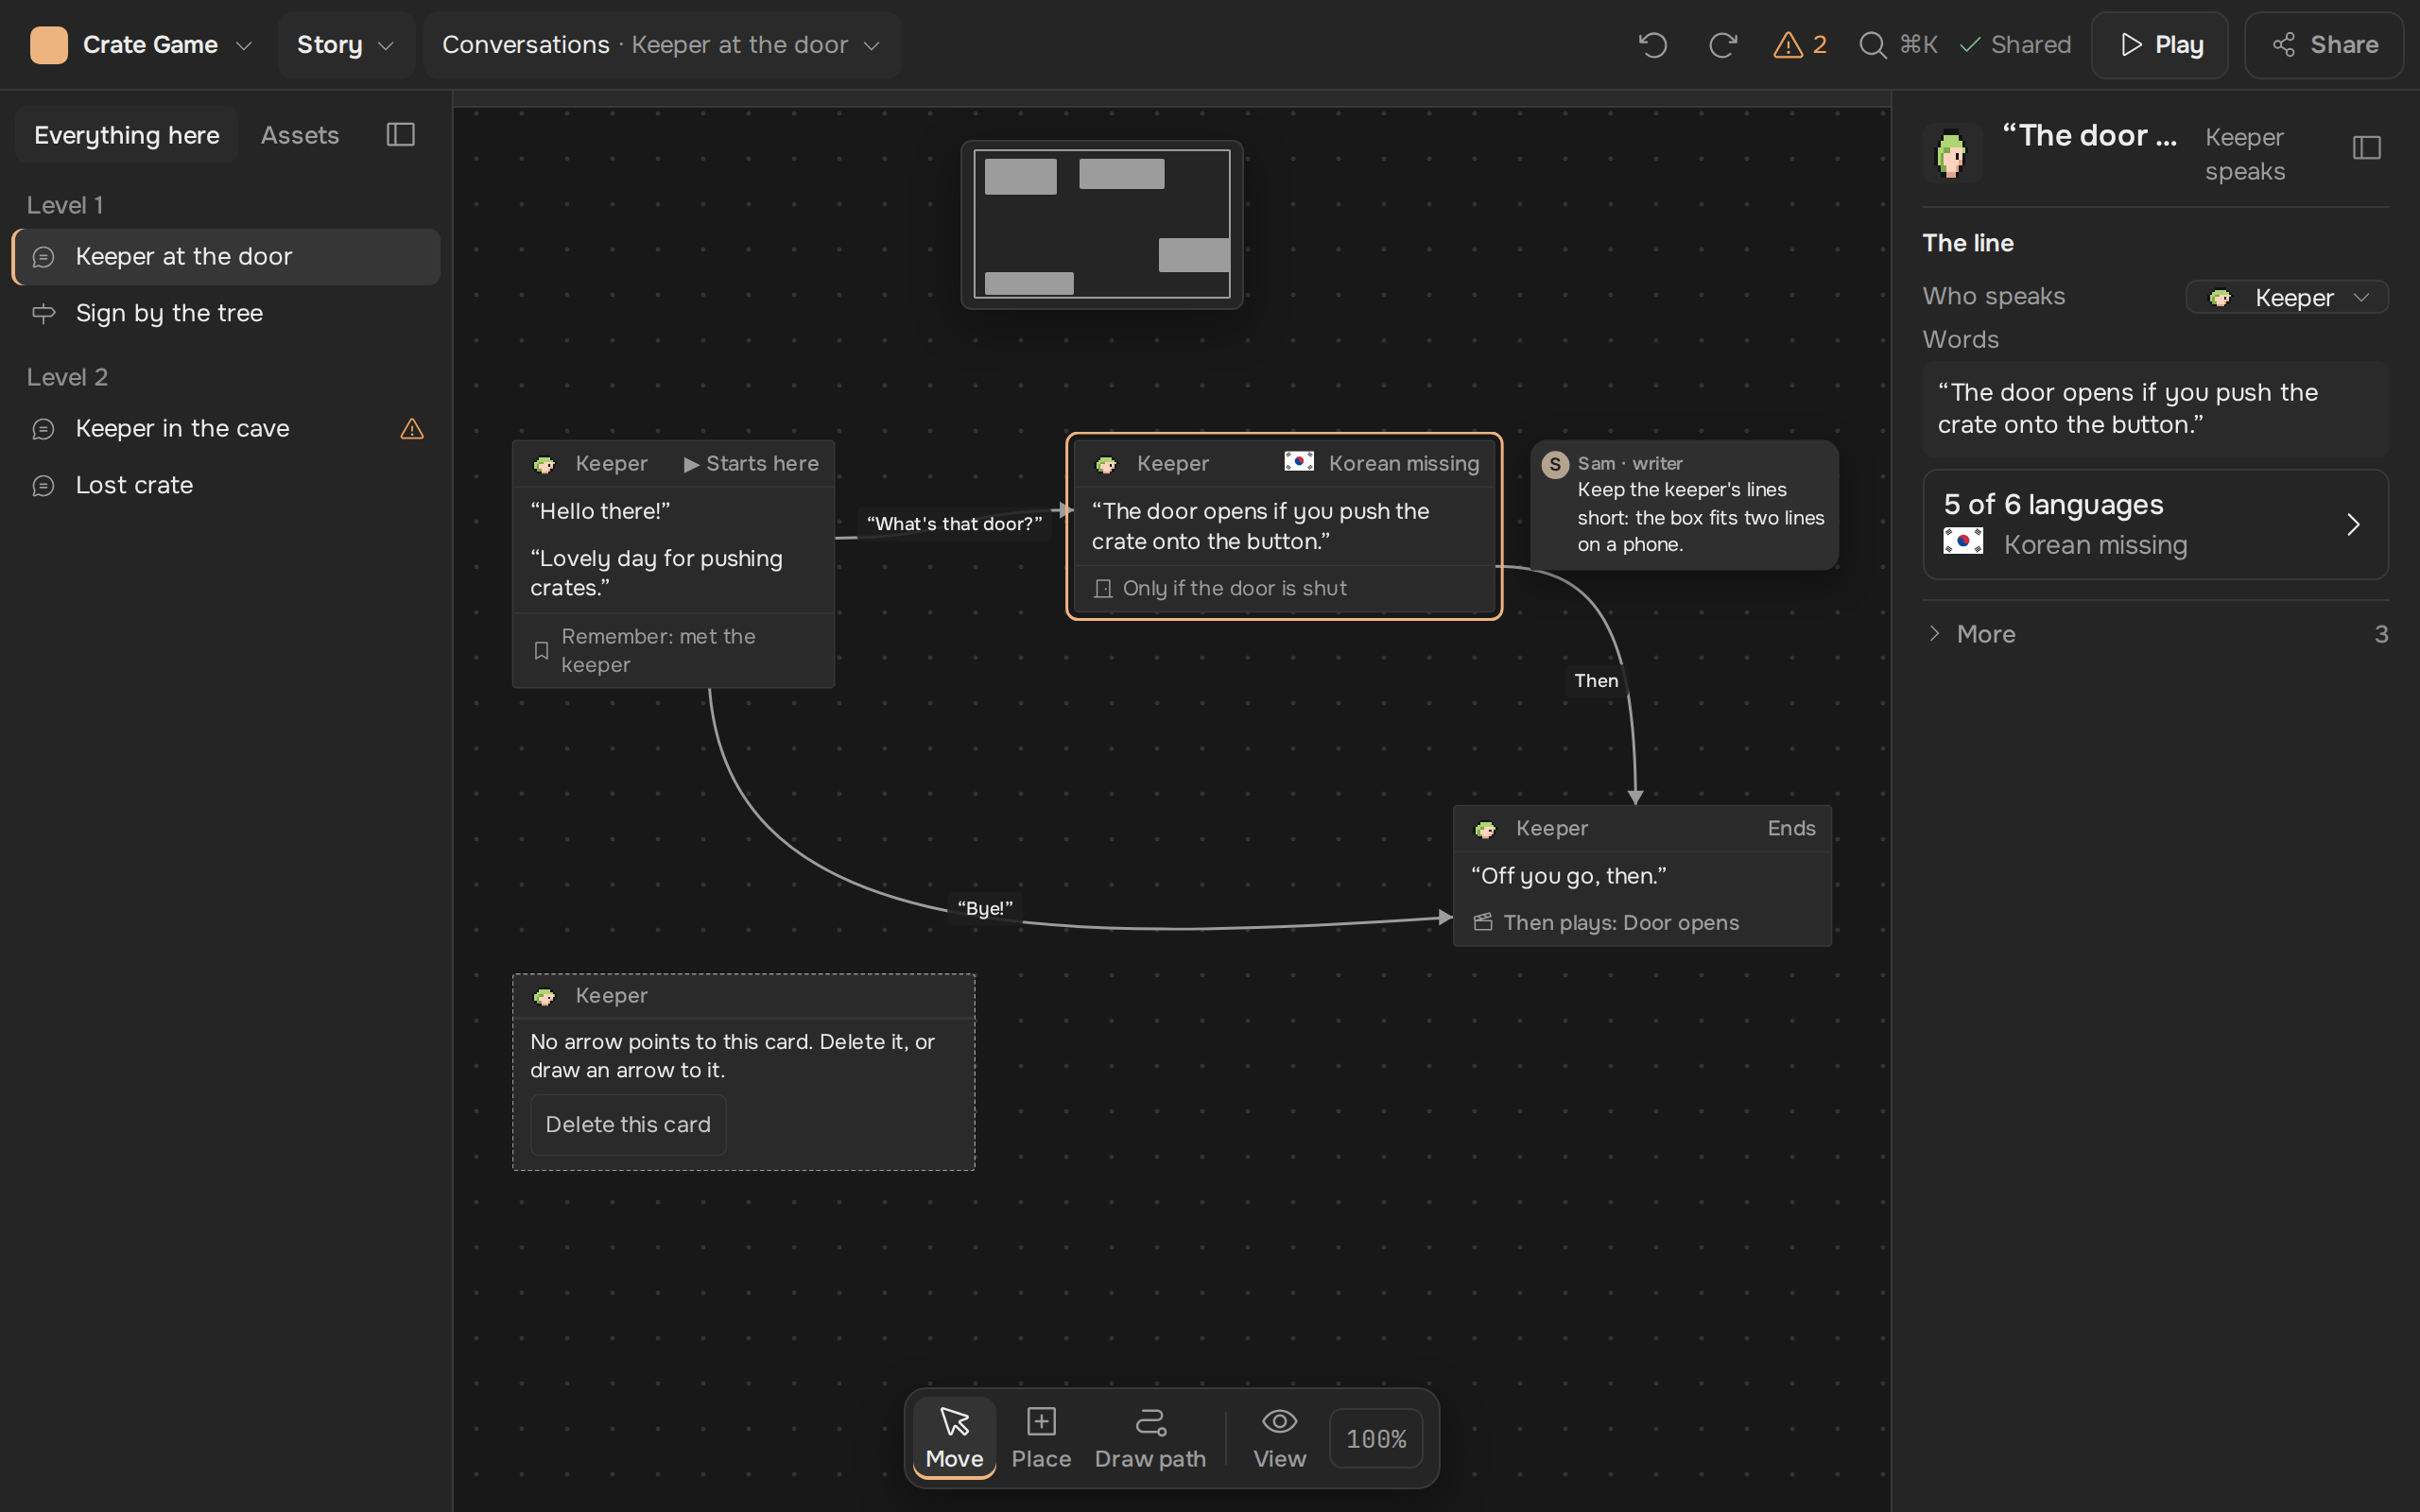 Crate Game
Story
Conversations · Keeper at the door
2
⌘K
Shared
Play
Share
Everything here
Assets
Level 1
Keeper at the door
Sign by the tree
Level 2
Keeper in the cave
Lost crate
Keeper
▶ Starts here
“Hello there!”
“Lovely day for pushing
crates.”
Remember: met the
keeper
“What's that door?”
Keeper
Korean missing
“The door opens if you push the
crate onto the button.”
Only if the door is shut
S
Sam · writer
Keep the keeper's lines
short: the box fits two lines
on a phone.
Then
“Bye!”
Keeper
Ends
“Off you go, then.”
Then plays: Door opens
Keeper
No arrow points to this card. Delete it, or
draw an arrow to it.
Delete this card
Move
Place
Draw path
View
100%
“The door ...
Keeper
speaks
The line
Who speaks
Keeper
Words
“The door opens if you push the
crate onto the button.”
5 of 6 languages
Korean missing
More
3